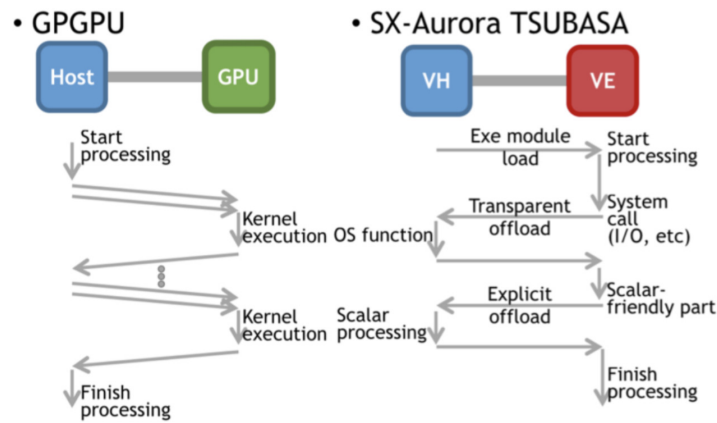 • GPGPU
Host
GPU
Start
processing
Kernel
execution
Kernel
execution
Finish
processing
• SX-Aurora TSUBASA
VH
VE
Exe module
load
Start
processing
Transparent
offload
System
call
(I/O, etc)
OS function
Explicit
offload
Scalar-
friendly part
Scalar
processing
Finish
processing